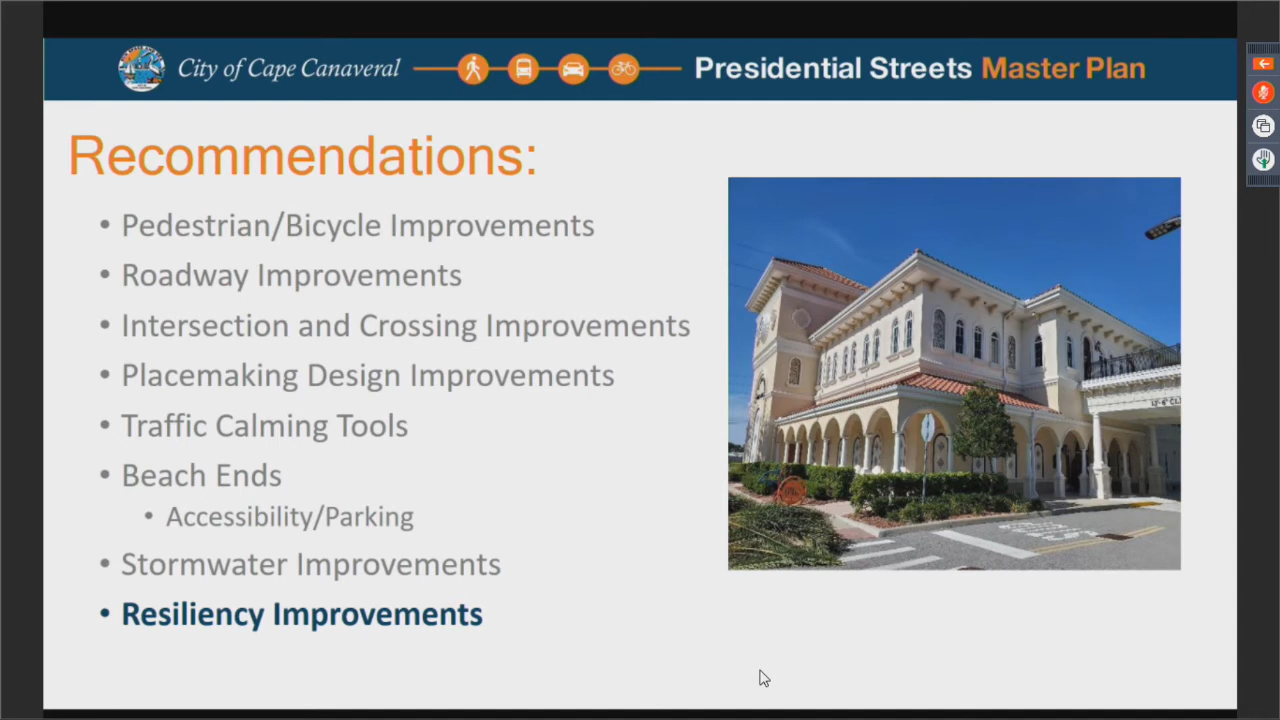 City of Cape Canaveral
Presidential Streets Master Plan
Recommendations:
• Pedestrian/Bicycle Improvements
• Roadway Improvements
• Intersection and Crossing Improvements
• Placemaking Design Improvements
• Traffic Calming Tools
• Beach Ends
• Accessibility/Parking
• Stormwater Improvements
• Resiliency Improvements